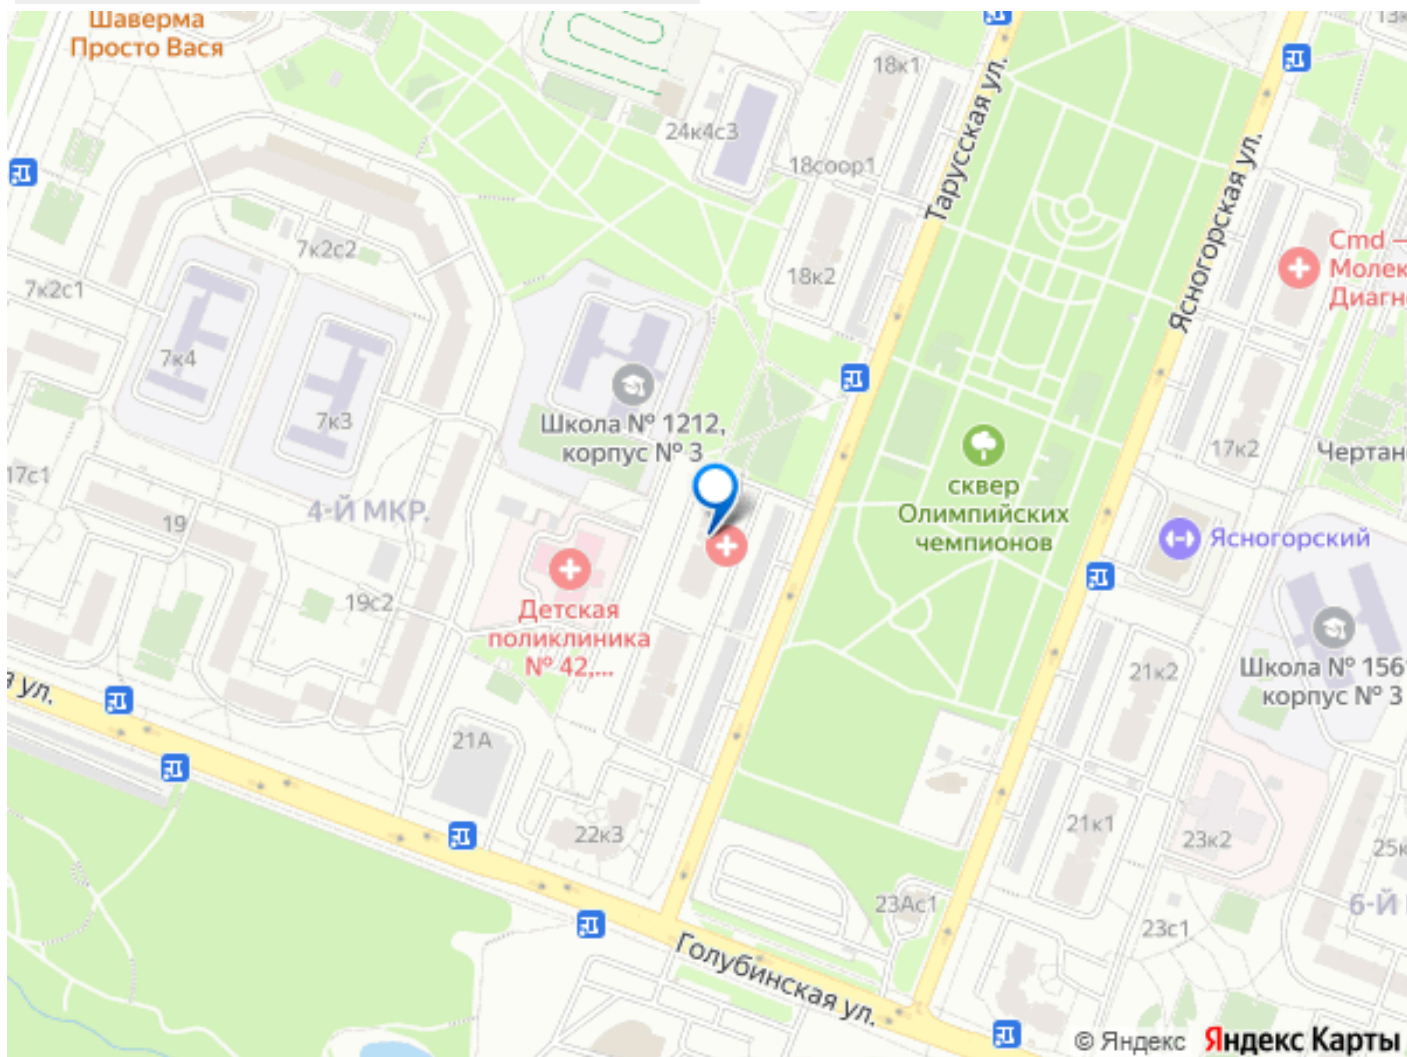 Шаверма
Просто Вася
18к1
24к4с3
18соор1
Тарусская ул.
Ясногорская ул.
7к2с2
7к2с1
18к2
Cmd —
Молек
Диагн
7к4
7к3
Школа № 1212,
корпус № 3
17к2
Чертан
17с1
19
4-Й МКР.
сквер
Олимпийских
чемпионов
Ясногорский
19с2
Детская
поликлиника
№ 42,...
21к2
Школа № 156
корпус № 3
я ул.
21А
22к3
21к1
23к2
25к
23Ас1
6-Й
23с1
Голубинская ул.
© Яндекс Яндекс Карты